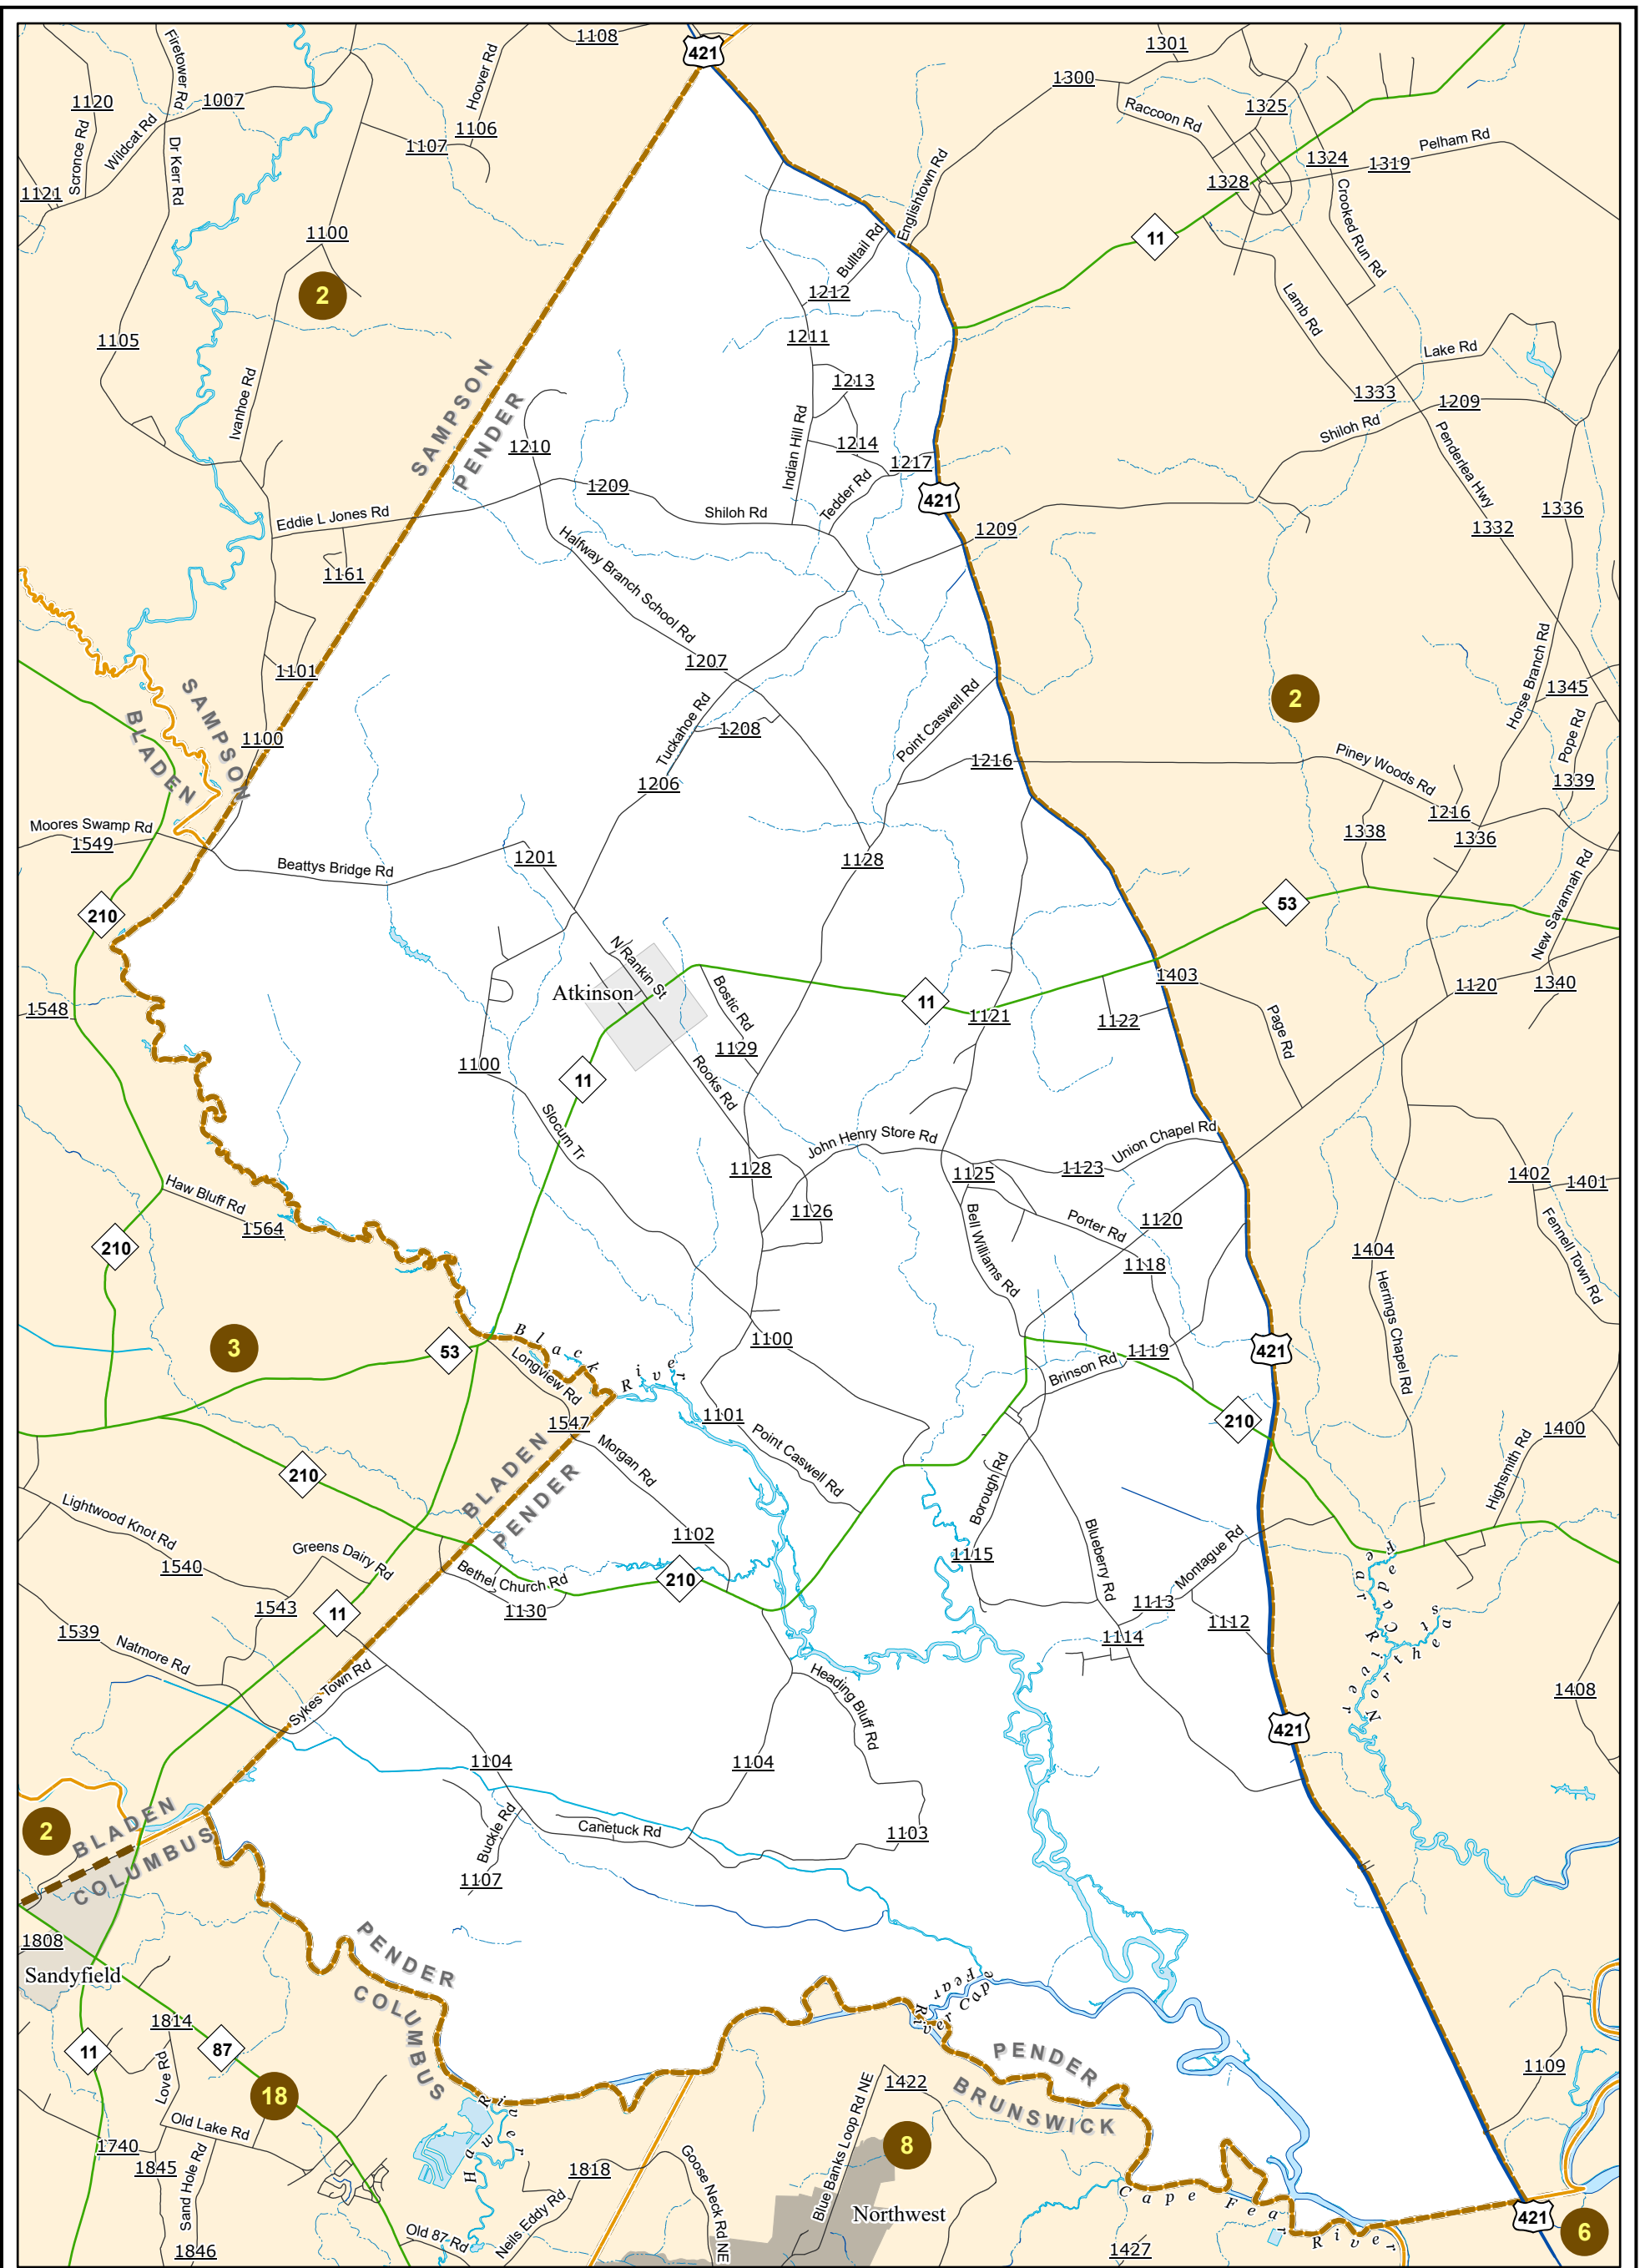 421
1108
1301
Firetower Rd
Hoover Rd
1300
1120
1007
1325
Raccoon Rd
1106
Scronce Rd
Wildcat Rd
Dr Kerr Rd
1107
Pelham Rd
1324
1319
1328
1121
Englishtown Rd
Crooked Run Rd
1100
11
Bulltail Rd
2
1212
Lamb Rd
1105
1211
Lake Rd
Ivanhoe Rd
SAMPSON
PENDER
1213
1333
1209
1210
Indian Hill Rd
1214
Shiloh Rd
Penderlea Hwy
1217
1209
Tedder Rd
421
Eddie L Jones Rd
Shiloh Rd
1336
1209
1332
1161
Halfway Branch School Rd
1101
1207
Horse Branch Rd
SAMPSON
BLADEN
Point Caswell Rd
2
1345
Tuckahoe Rd
1208
Pope Rd
1100
1216
Piney Woods Rd
1206
1339
Moores Swamp Rd
1549
1216
1338
1336
Beattys Bridge Rd
1201
1128
210
53
New Savannah Rd
N Rankin St
Atkinson
Bostic Rd
11
1403
1120
1340
1548
1121
1122
Page Rd
1129
1100
11
Rooks Rd
Slocum Tr
John Henry Store Rd
Union Chapel Rd
1128
1125
1123
1402
1401
Haw Bluff Rd
1564
1126
Bell Williams Rd
Porter Rd
1120
Fennell Town Rd
210
1118
1404
Herrings Chapel Rd
3
53
Black River
1100
1119
421
Longview Rd
Brinson Rd
1547
1101
210
1400
Morgan Rd
Point Caswell Rd
Highsmith Rd
BLADEN
PENDER
210
Borough Rd
Lightwood Knot Rd
1102
Blueberry Rd
1115
Montague Rd
Northeast Cape Fear River
1540
Greens Dairy Rd
Bethel Church Rd
210
1543
1130
1113
11
1539
1112
1114
Natmore Rd
Sykes Town Rd
Heading Bluff Rd
1408
421
1104
1104
2
BLADEN
COLUMBUS
Buckle Rd
Canetuck Rd
1103
1107
1808
Sandyfield
PENDER
COLUMBUS
Cape Fear River
1814
11
87
PENDER
BRUNSWICK
Love Rd
1422
1109
18
Blue Banks Loop Rd NE
Old Lake Rd
Haw River
1740
8
1845
Sand Hole Rd
1818
Goose Neck Rd NE
Neils Eddy Rd
Northwest
Cape Fear River
421
6
Old 87 Rd
1846
1427